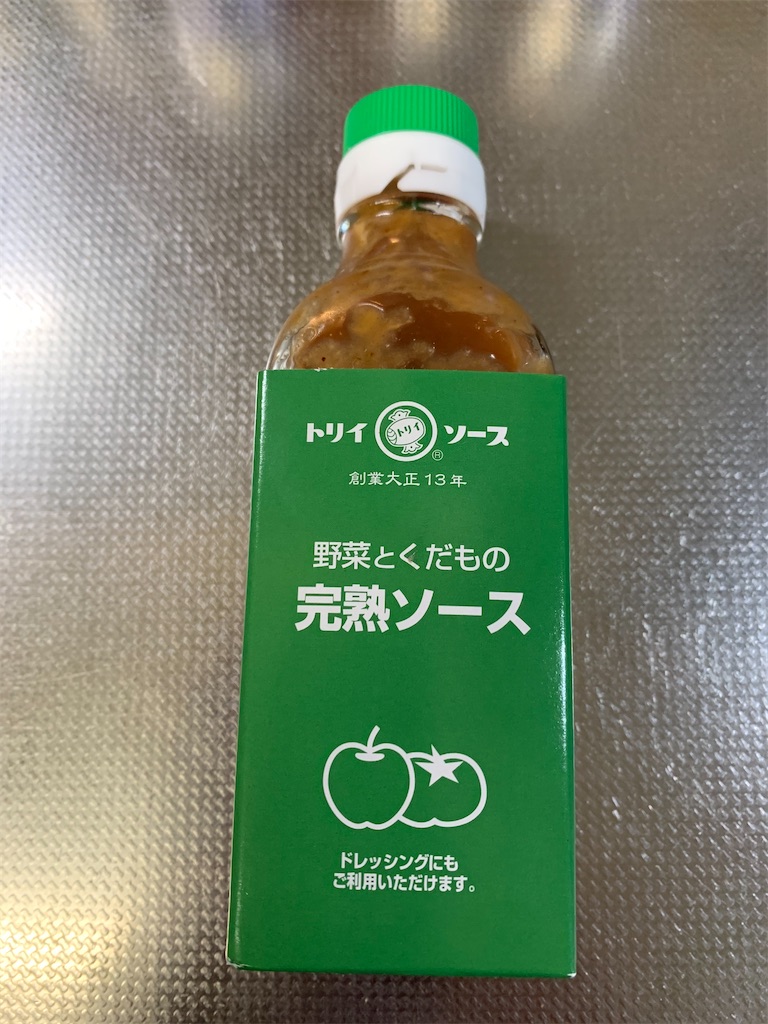 トリイ トリイ ソース
®
創業大正13年
野菜とくだもの
完熟ソース
ドレッシングにも
ご利用いただけます。